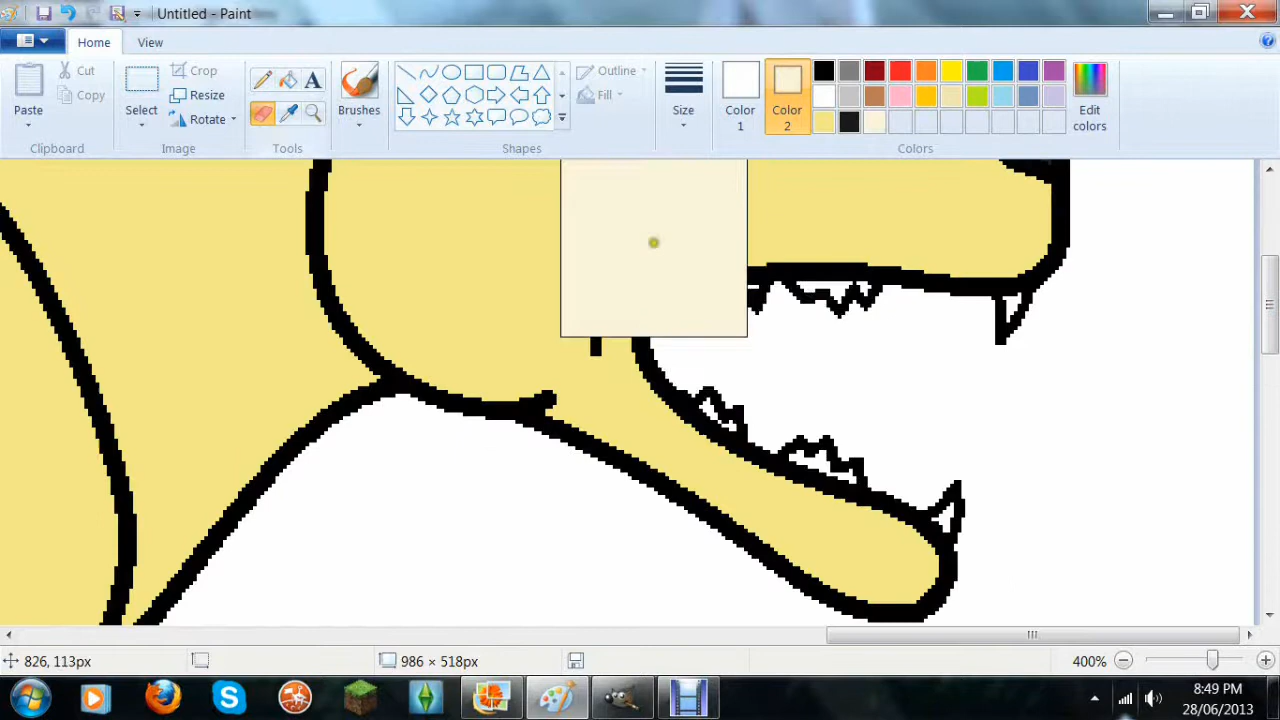 Untitled - Paint
Home
View
Paste
Cut
Copy
Clipboard
Select
Crop
Resize
Rotate
Image
A
Tools
Brushes
Outline
Fill
Shapes
Size
Color 1
Color 2
Edit colors
Colors
826, 113px
986 × 518px
400%
8:49 PM
28/06/2013